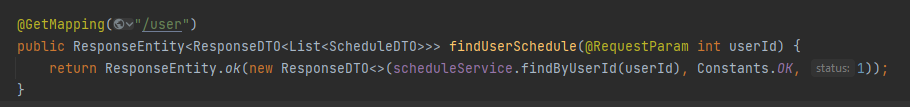 @GetMapping("/user")
public ResponseEntity<ResponseDTO<List<ScheduleDTO>>> findUserSchedule(@RequestParam int userId) {
return ResponseEntity.ok(new ResponseDTO<>(scheduleService.findByUserId(userId), Constants.OK, status: 1));
}